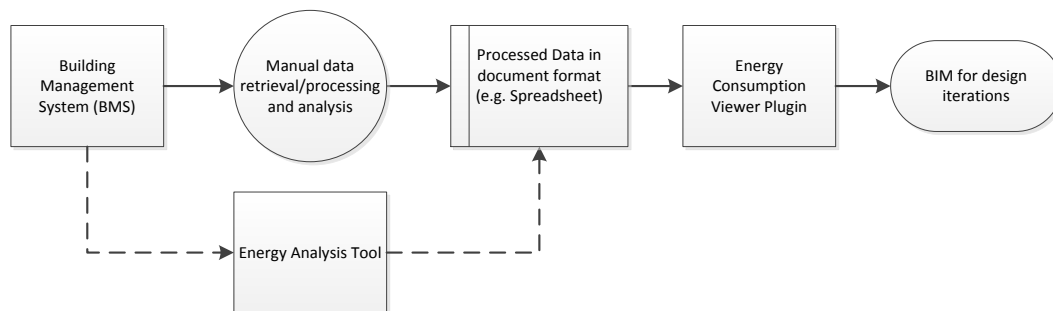 Building
Management
System (BMS)
Manual data
retrieval/processing
and analysis
Processed Data in
document format
(e.g. Spreadsheet)
Energy
Consumption
Viewer Plugin
BIM for design
iterations
Energy Analysis Tool